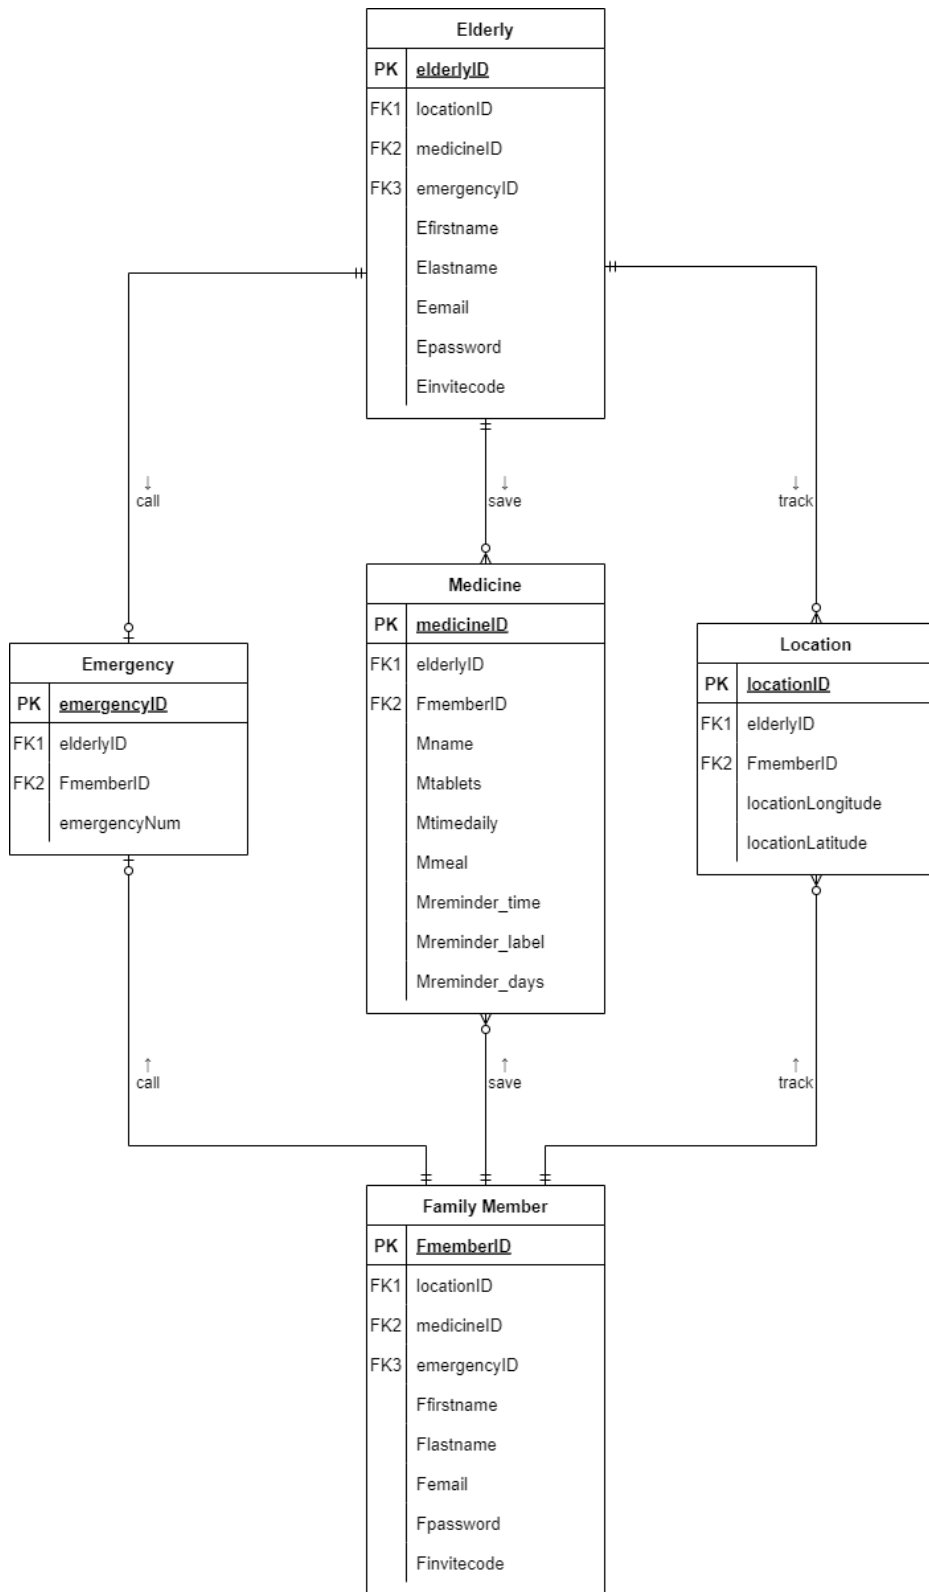 Elderly
PK elderlyID
FK1 locationID
FK2 medicineID
FK3 emergencyID
Efirstname
Elastname
Eemail
Epassword
Einvitecode
↓ ↓ ↓
call save track
Medicine
PK medicineID
FK1 elderlyID
FK2 FmemberID
Mname
Mtablets
Mtimedaily
Mmeal
Mreminder_time
Mreminder_label
Mreminder_days
Emergency
PK emergencyID
FK1 elderlyID
FK2 FmemberID
emergencyNum
Location
PK locationID
FK1 elderlyID
FK2 FmemberID
locationLongitude
locationLatitude
↑ ↑ ↑
call save track
Family Member
PK FmemberID
FK1 locationID
FK2 medicineID
FK3 emergencyID
Ffirstname
Flastname
Femail
Fpassword
Finvitecode